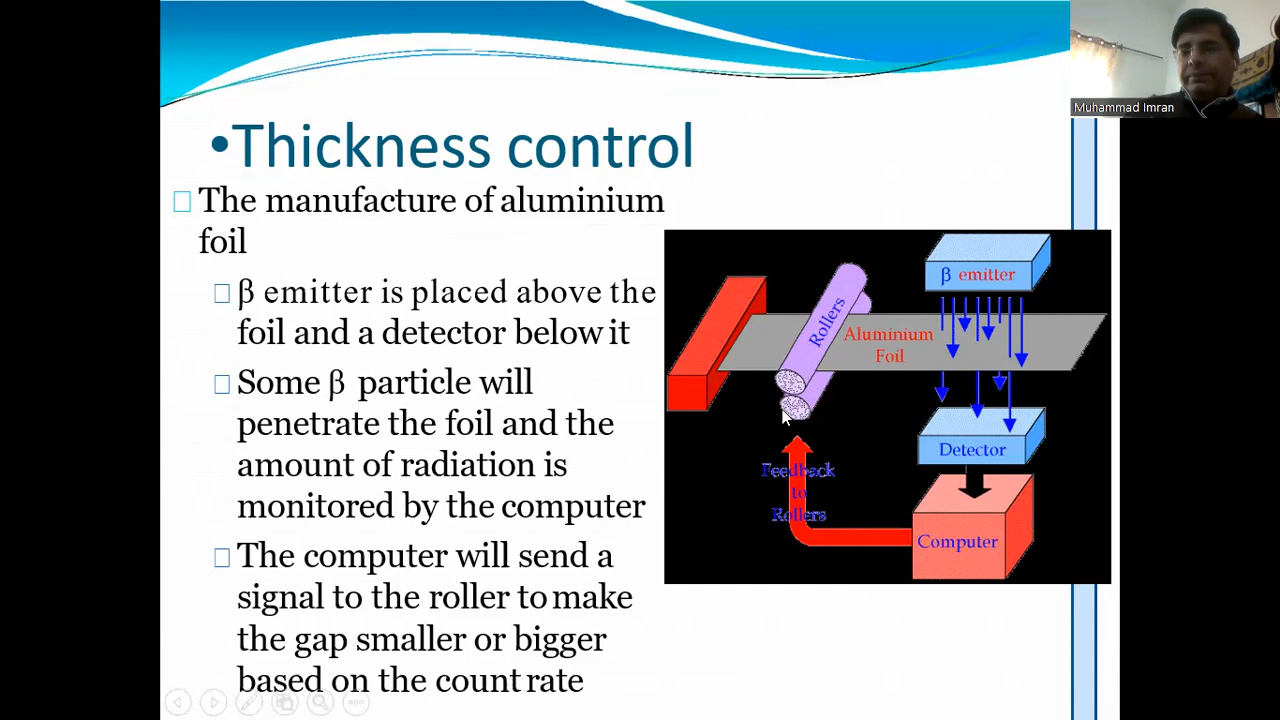 Muhammad Imran
•Thickness control
The manufacture of aluminium
foil
β emitter is placed above the
foil and a detector below it
Some β particle will
penetrate the foil and the
amount of radiation is
monitored by the computer
The computer will send a
signal to the roller to make
the gap smaller or bigger
based on the count rate
β emitter
Rollers
Aluminium
Foil
Detector
Feedback
to
Rollers
Computer